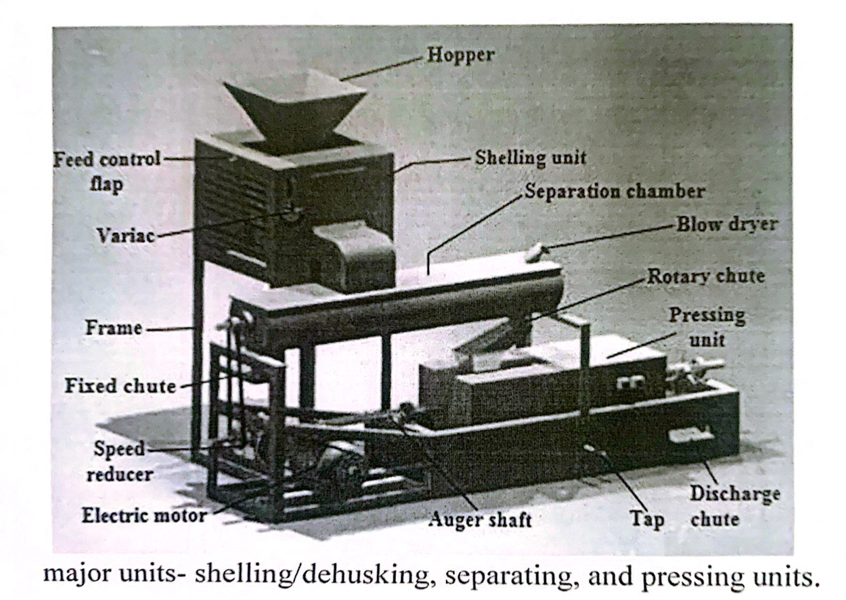 Hopper
Feed control
flap
Shelling unit
Separation chamber
Variac
Blow dryer
Rotary chute
Pressing
unit
Frame
Fixed chute
Speed
reducer
Electric motor
Auger shaft
Tap
Discharge
chute
major units- shelling/dehusking, separating, and pressing units.